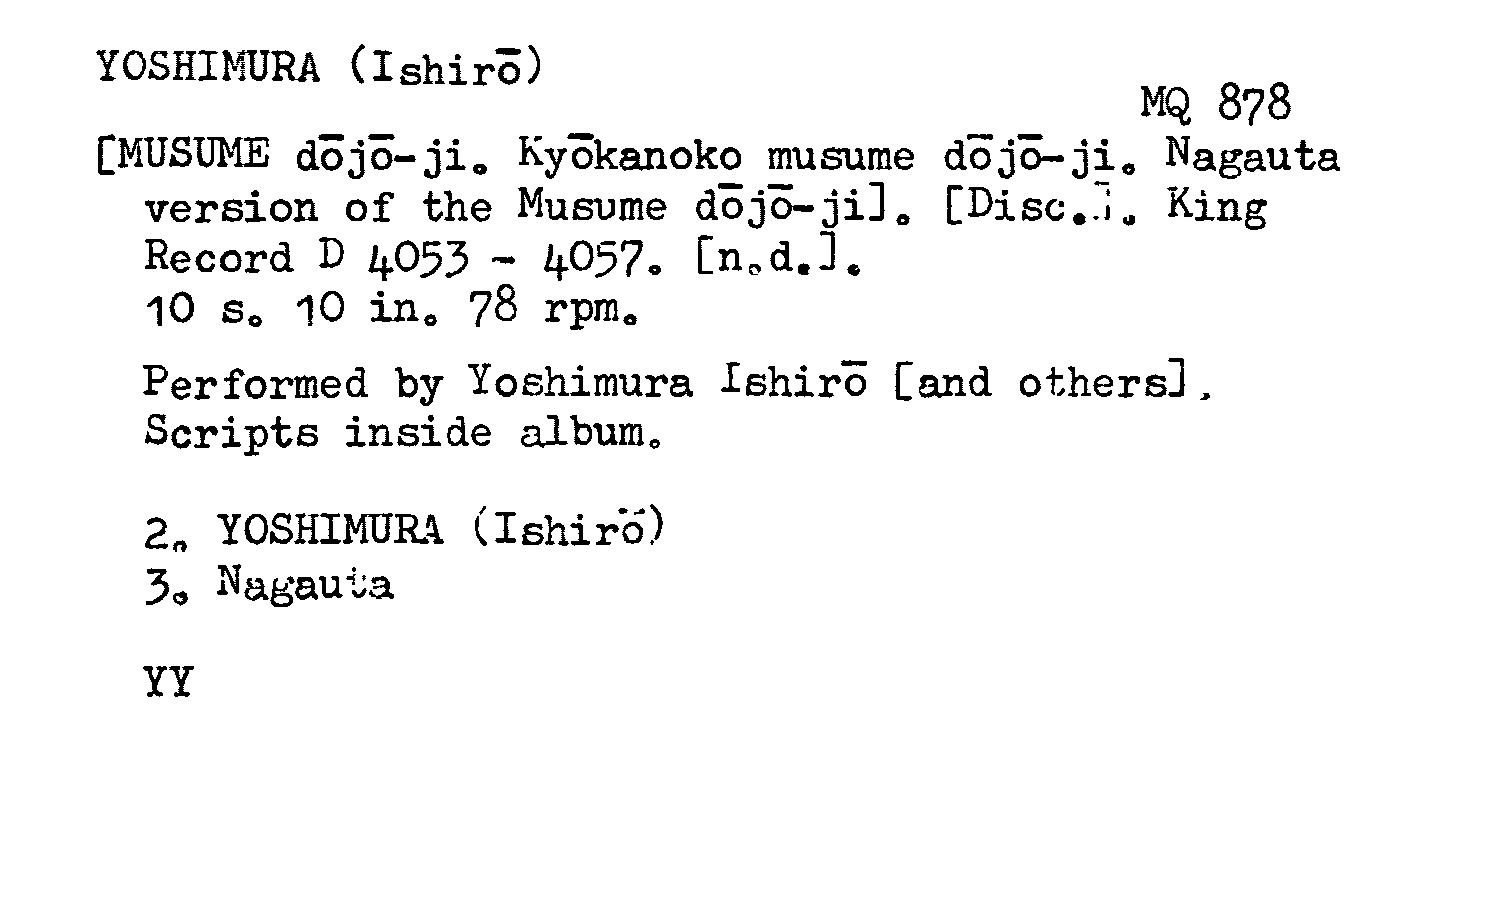 YOSHIMURA (Ishirō)
MQ 878
[MUSUME dōjō-ji. Kyōkanoko musume dōjō-ji. Nagauta
version of the Musume dōjō-ji]. [Disc.]. King
Record D 4053 - 4057. [n.d.].
10 s. 10 in. 78 rpm.
Performed by Yoshimura Ishirō [and others].
Scripts inside album.
2. YOSHIMURA (Ishirō)
3. Nagauta
YY